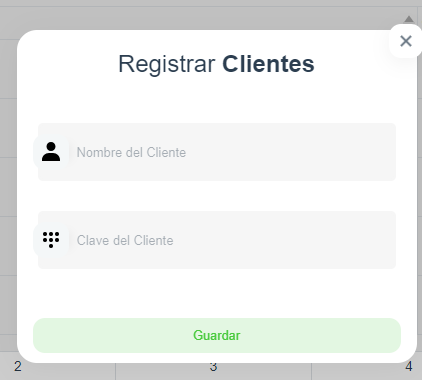 Registrar Clientes
Nombre del Cliente
Clave del Cliente
Guardar
2 3 4